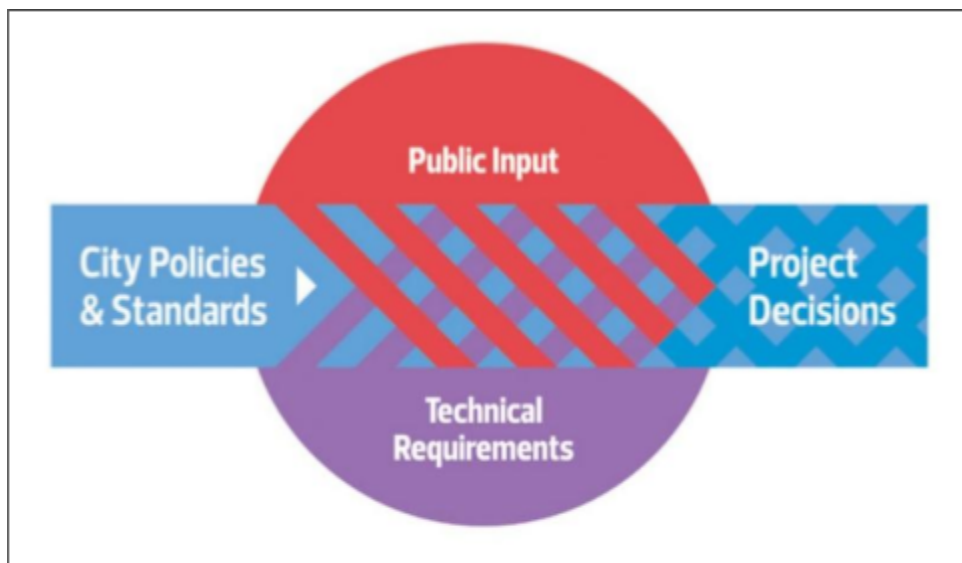 Public Input
City Policies
& Standards
Project
Decisions
Technical
Requirements